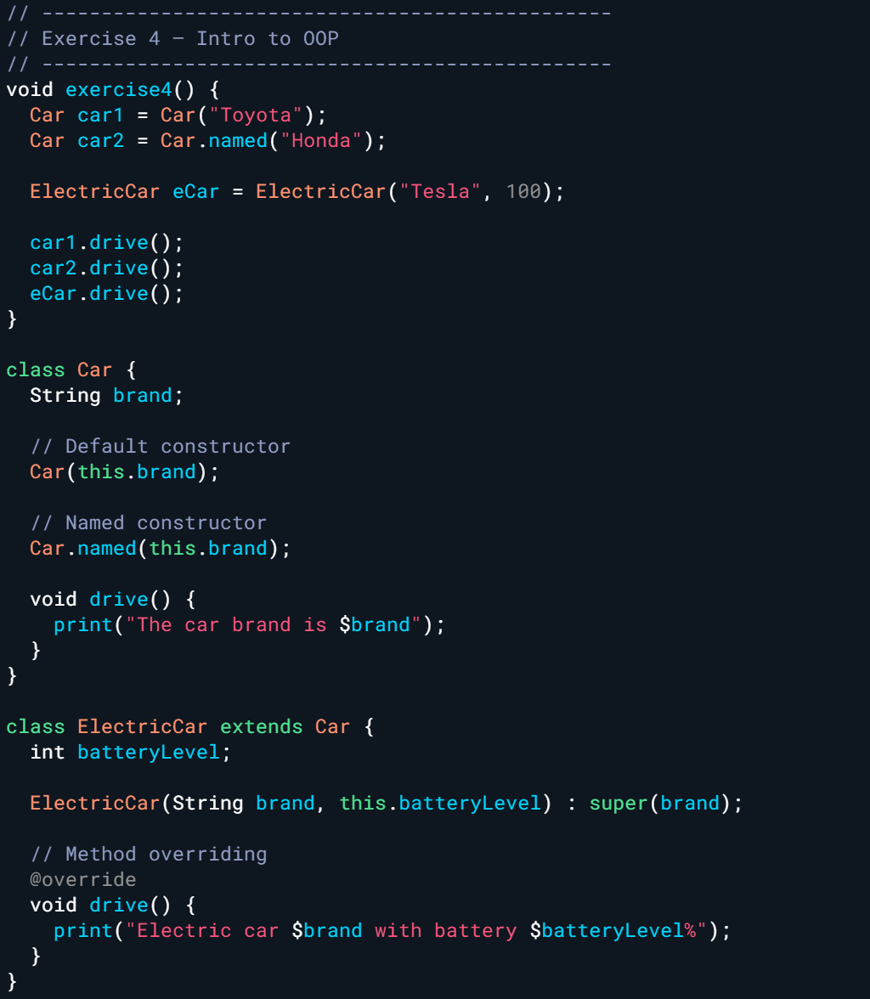 // ------------------------------------------------
// Exercise 4 – Intro to OOP
// ------------------------------------------------
void exercise4() {
  Car car1 = Car("Toyota");
  Car car2 = Car.named("Honda");

  ElectricCar eCar = ElectricCar("Tesla", 100);

  car1.drive();
  car2.drive();
  eCar.drive();
}

class Car {
  String brand;

  // Default constructor
  Car(this.brand);

  // Named constructor
  Car.named(this.brand);

  void drive() {
    print("The car brand is $brand");
  }
}

class ElectricCar extends Car {
  int batteryLevel;

  ElectricCar(String brand, this.batteryLevel) : super(brand);

  // Method overriding
  @override
  void drive() {
    print("Electric car $brand with battery $batteryLevel%");
  }
}